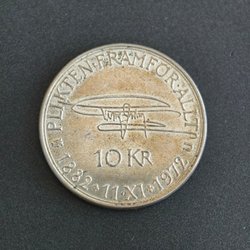 PLIKTEN·FRAMFÖR·ALLT
10 KR
1882·11·XI·1972